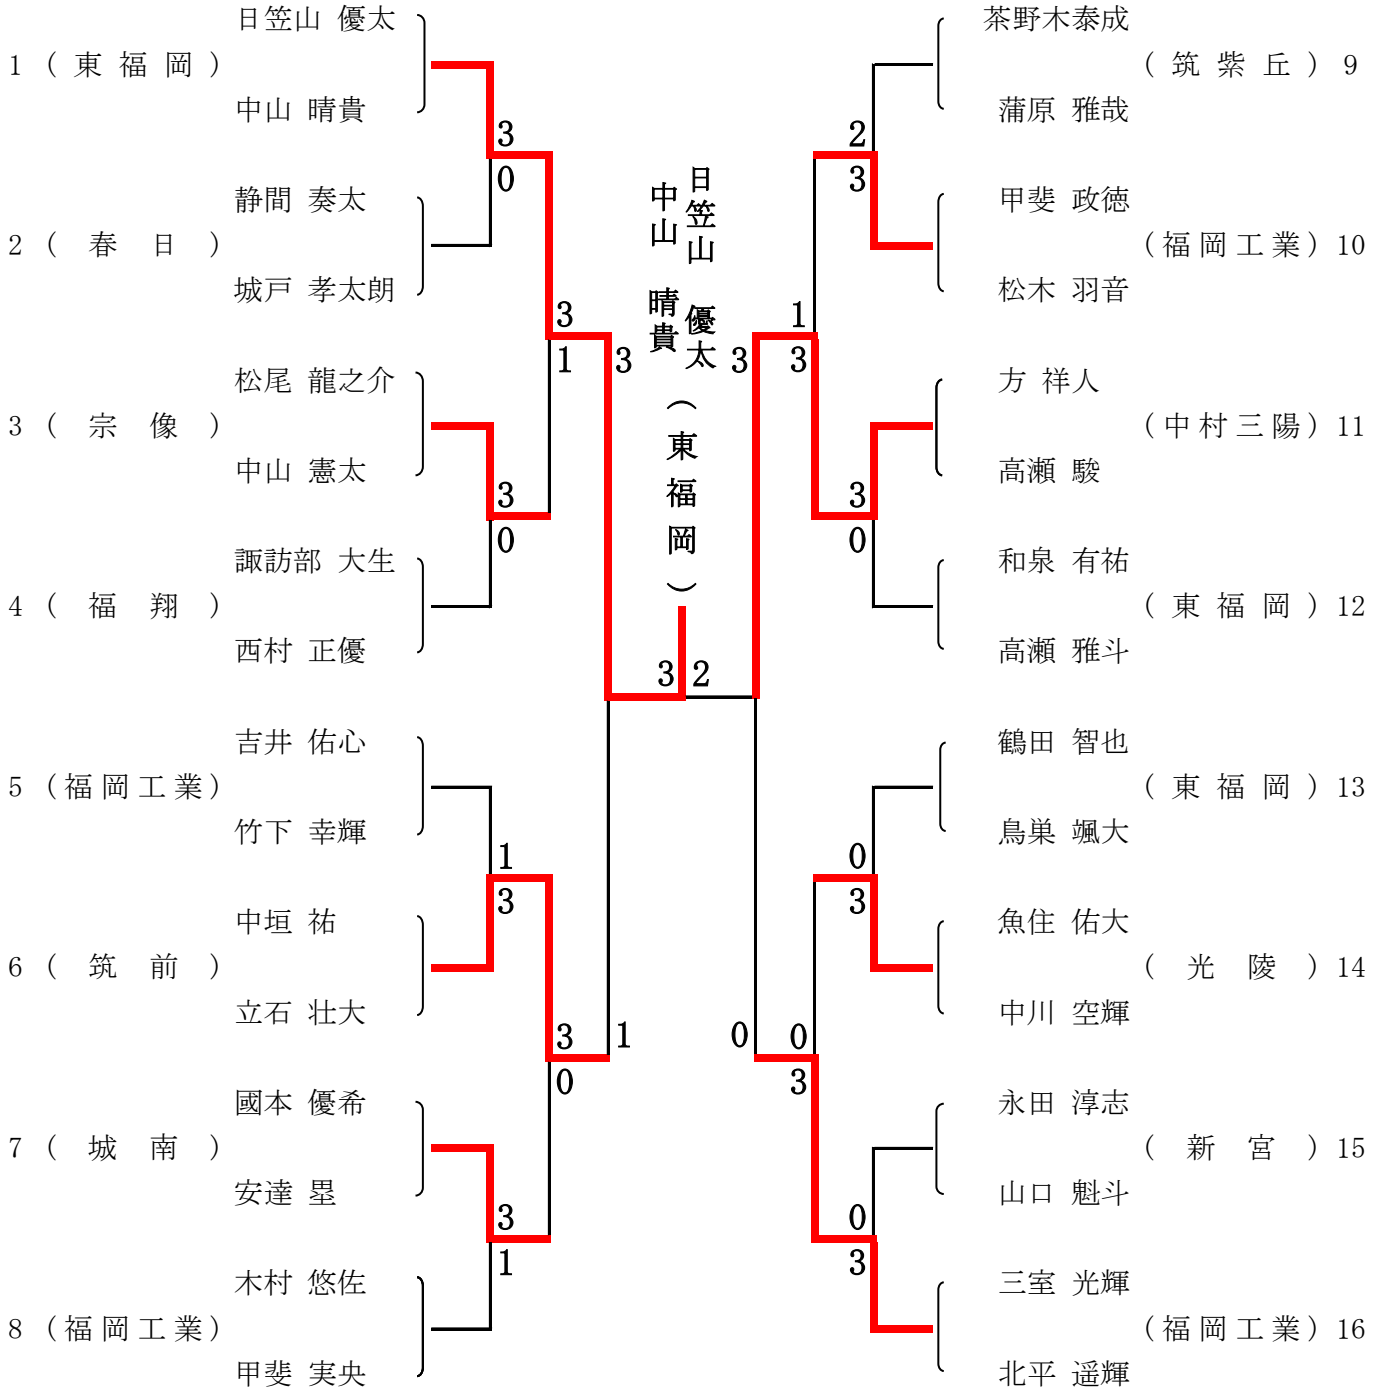 日笠山 優太
1 (東福岡)
中山 晴貴
3
0
静間 奏太
2 (春日)
城戸 孝太朗
3
1
松尾 龍之介
3 (宗像)
中山 憲太
3
0
諏訪部 大生
4 (福翔)
西村 正優
3
吉井 佑心
5 (福岡工業)
竹下 幸輝
1
3
中垣 祐
6 (筑前)
立石 壮大
3
0
1
國本 優希
7 (城南)
安達 塁
3
1
木村 悠佐
8 (福岡工業)
甲斐 実央
日笠山 優太
中山 晴貴
(東福岡)
3 2
茶野木泰成
(筑紫丘) 9
蒲原 雅哉
2
3
甲斐 政徳
(福岡工業) 10
松木 羽音
3
1
3
方 祥人
(中村三陽) 11
高瀬 駿
3
0
和泉 有祐
(東福岡) 12
高瀬 雅斗
鶴田 智也
(東福岡) 13
鳥巣 颯大
0
3
魚住 佑大
(光陵) 14
中川 空輝
0
0
3
永田 淳志
(新宮) 15
山口 魁斗
0
3
三室 光輝
(福岡工業) 16
北平 遥輝